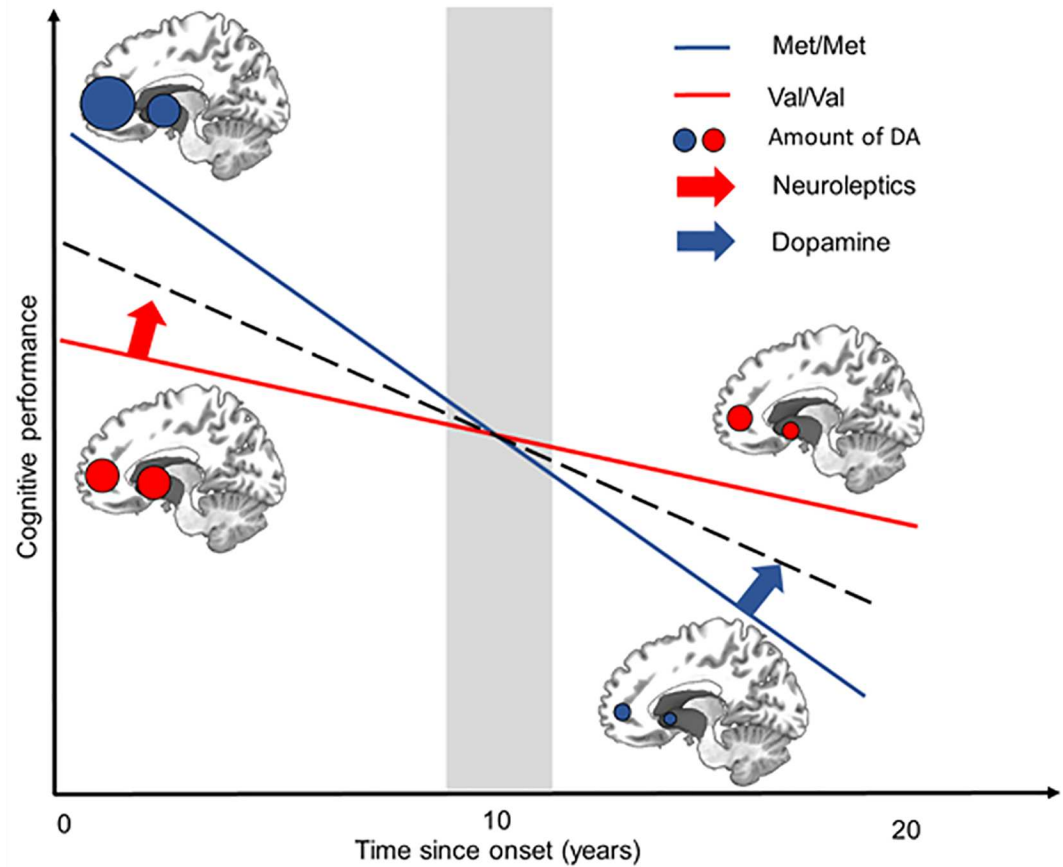 Met/Met
Val/Val
Amount of DA
Neuroleptics
Dopamine
Cognitive performance
0
10
20
Time since onset (years)